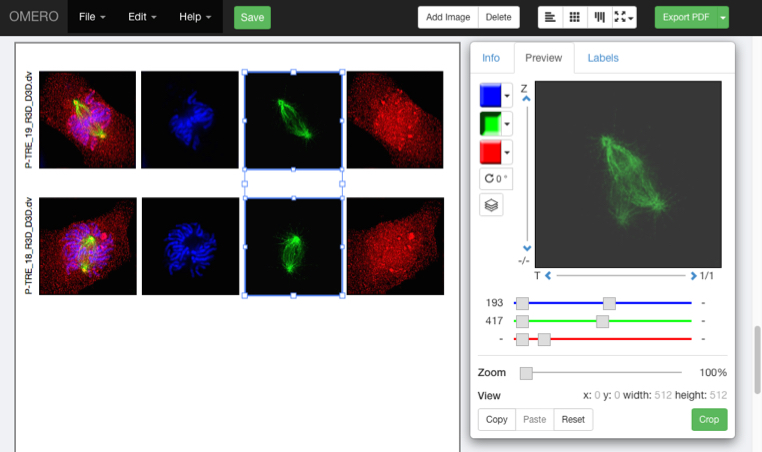 OMERO File Edit Help Save Add Image Delete Export PDF
Info Preview Labels
P-TRE_19_R3D_D3D.dv
P-TRE_18_R3D_D3D.dv
Z
0 °
-/-
T 1/1
193 -
417 -
- -
Zoom 100%
View x: 0 y: 0 width: 512 height: 512
Copy Paste Reset Crop